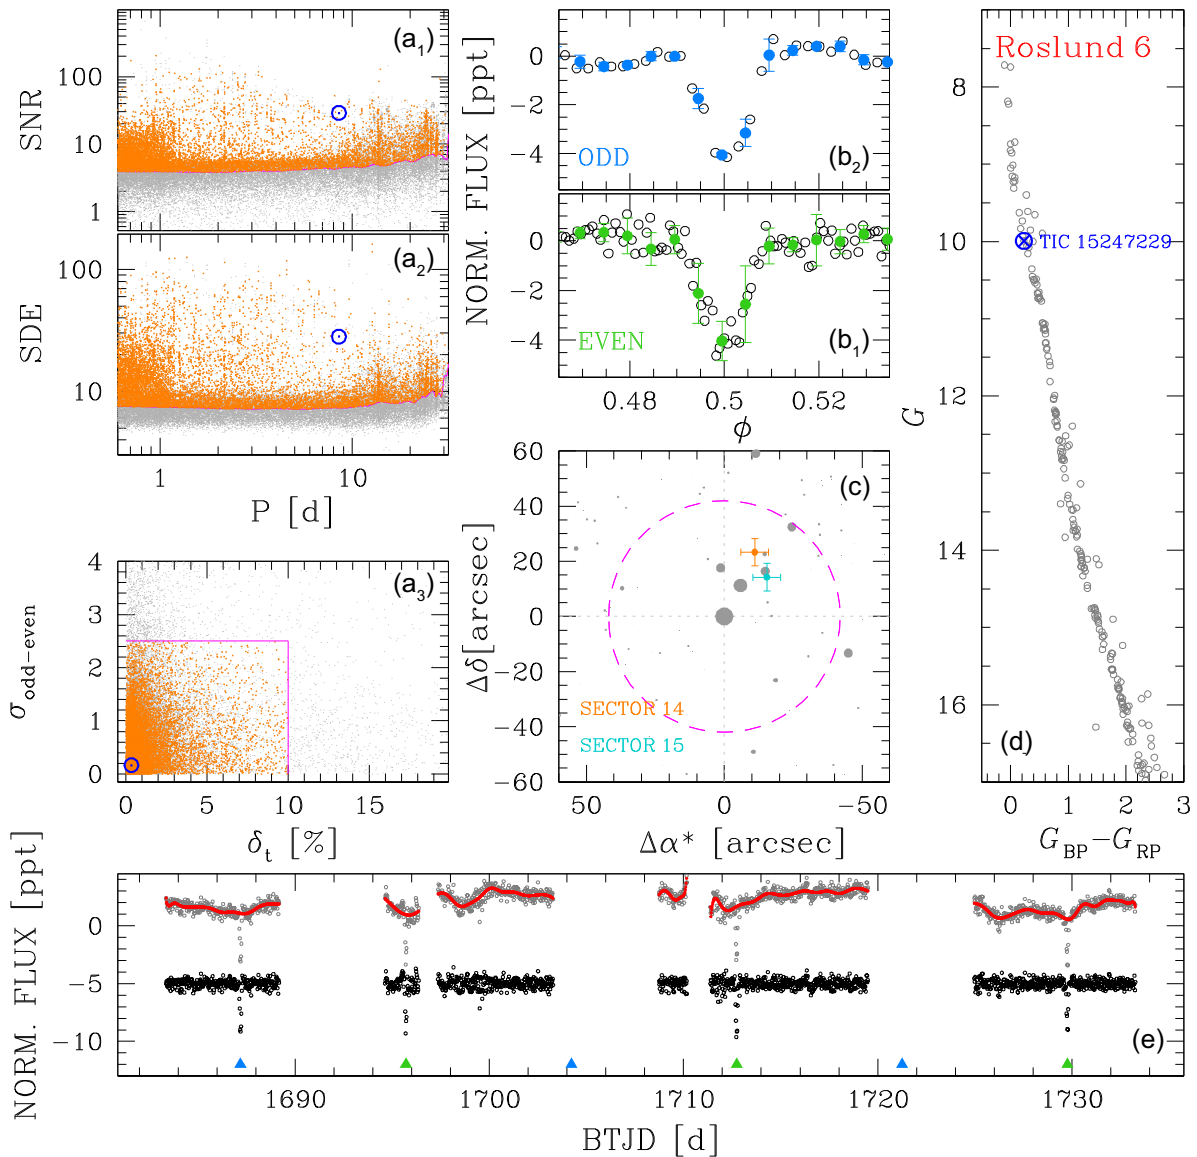 (a1)
SNR
100
10
1
(a2)
SDE
100
10
1
10
P [d]
(a3)
σodd−even
4
3
2
1
0
0
5
10
15
δt [%]
NORM. FLUX [ppt]
0
−2
−4
ODD
(b2)
0
−2
−4
EVEN
(b1)
0.48
0.5
0.52
ϕ
(c)
Δδ[arcsec]
60
40
20
0
−20
−40
−60
SECTOR 14
SECTOR 15
50
0
−50
Δα* [arcsec]
Roslund 6
TIC 15247229
G
8
10
12
14
16
(d)
0
1
2
3
GBP−GRP
NORM. FLUX [ppt]
0
−5
−10
(e)
1690
1700
1710
1720
1730
BTJD [d]